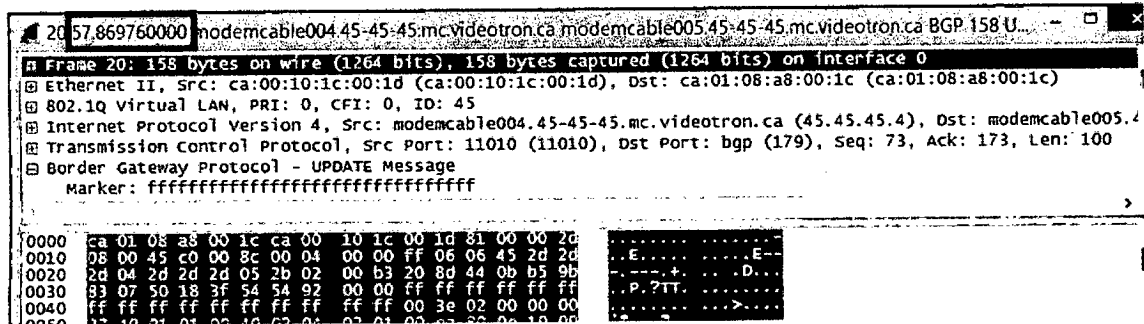 20 57.869760000 modemcable004.45-45-45.mc.videotron.ca modemcable005.45-45-45.mc.videotron.ca BGP 158 U...
Frame 20: 158 bytes on wire (1264 bits), 158 bytes captured (1264 bits) on interface 0
Ethernet II, Src: ca:00:10:1c:00:1d (ca:00:10:1c:00:1d), Dst: ca:01:08:a8:00:1c (ca:01:08:a8:00:1c)
802.1Q Virtual LAN, PRI: 0, CFI: 0, ID: 45
Internet Protocol Version 4, Src: modemcable004.45-45-45.mc.videotron.ca (45.45.45.4), Dst: modemcable005.4
Transmission Control Protocol, Src Port: 11010 (11010), Dst Port: bgp (179), Seq: 73, Ack: 173, Len: 100
Border Gateway Protocol - UPDATE Message
Marker: ffffffffffffffffffffffffffffffff
0000 ca 01 08 a8 00 1c ca 00 10 1c 00 1d 81 00 00 2d ........ .......-
0010 08 00 45 c0 00 8c 00 04 00 00 ff 06 06 45 2d 2d ..E..... .....E--
0020 2d 04 2d 2d 2d 05 2b 02 00 b3 20 8d 44 0b b5 9b -.---.+. .. .D...
0030 83 07 50 18 3f 54 54 92 00 00 ff ff ff ff ff ff ..P.?TT. ........
0040 ff ff ff ff ff ff ff ff ff ff 00 3e 02 00 00 00 ........ ...>....